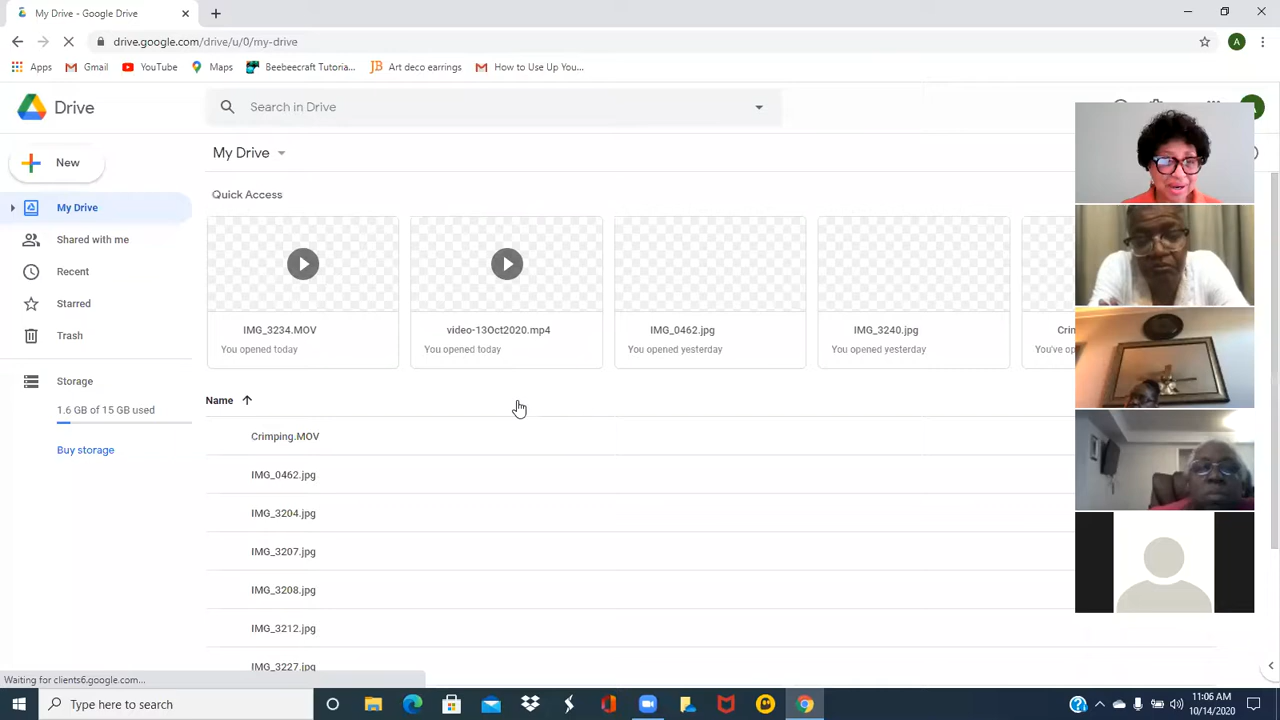 My Drive - Google Drive
drive.google.com/drive/u/0/my-drive
A
Apps Gmail YouTube Maps Beebeecraft Tutoria... Art deco earrings How to Use Up You...
Drive
Search in Drive
New
My Drive
Quick Access
My Drive
Shared with me
Recent
Starred
Trash
Storage
1.6 GB of 15 GB used
Buy storage
IMG_3234.MOV
You opened today
video-13Oct2020.mp4
You opened today
IMG_0462.jpg
You opened yesterday
IMG_3240.jpg
You opened yesterday
You've op
Name
Crimping.MOV
IMG_0462.jpg
IMG_3204.jpg
IMG_3207.jpg
IMG_3208.jpg
IMG_3212.jpg
IMG_3227.jpg
Waiting for clients6.google.com...
Type here to search
11:06 AM
10/14/2020